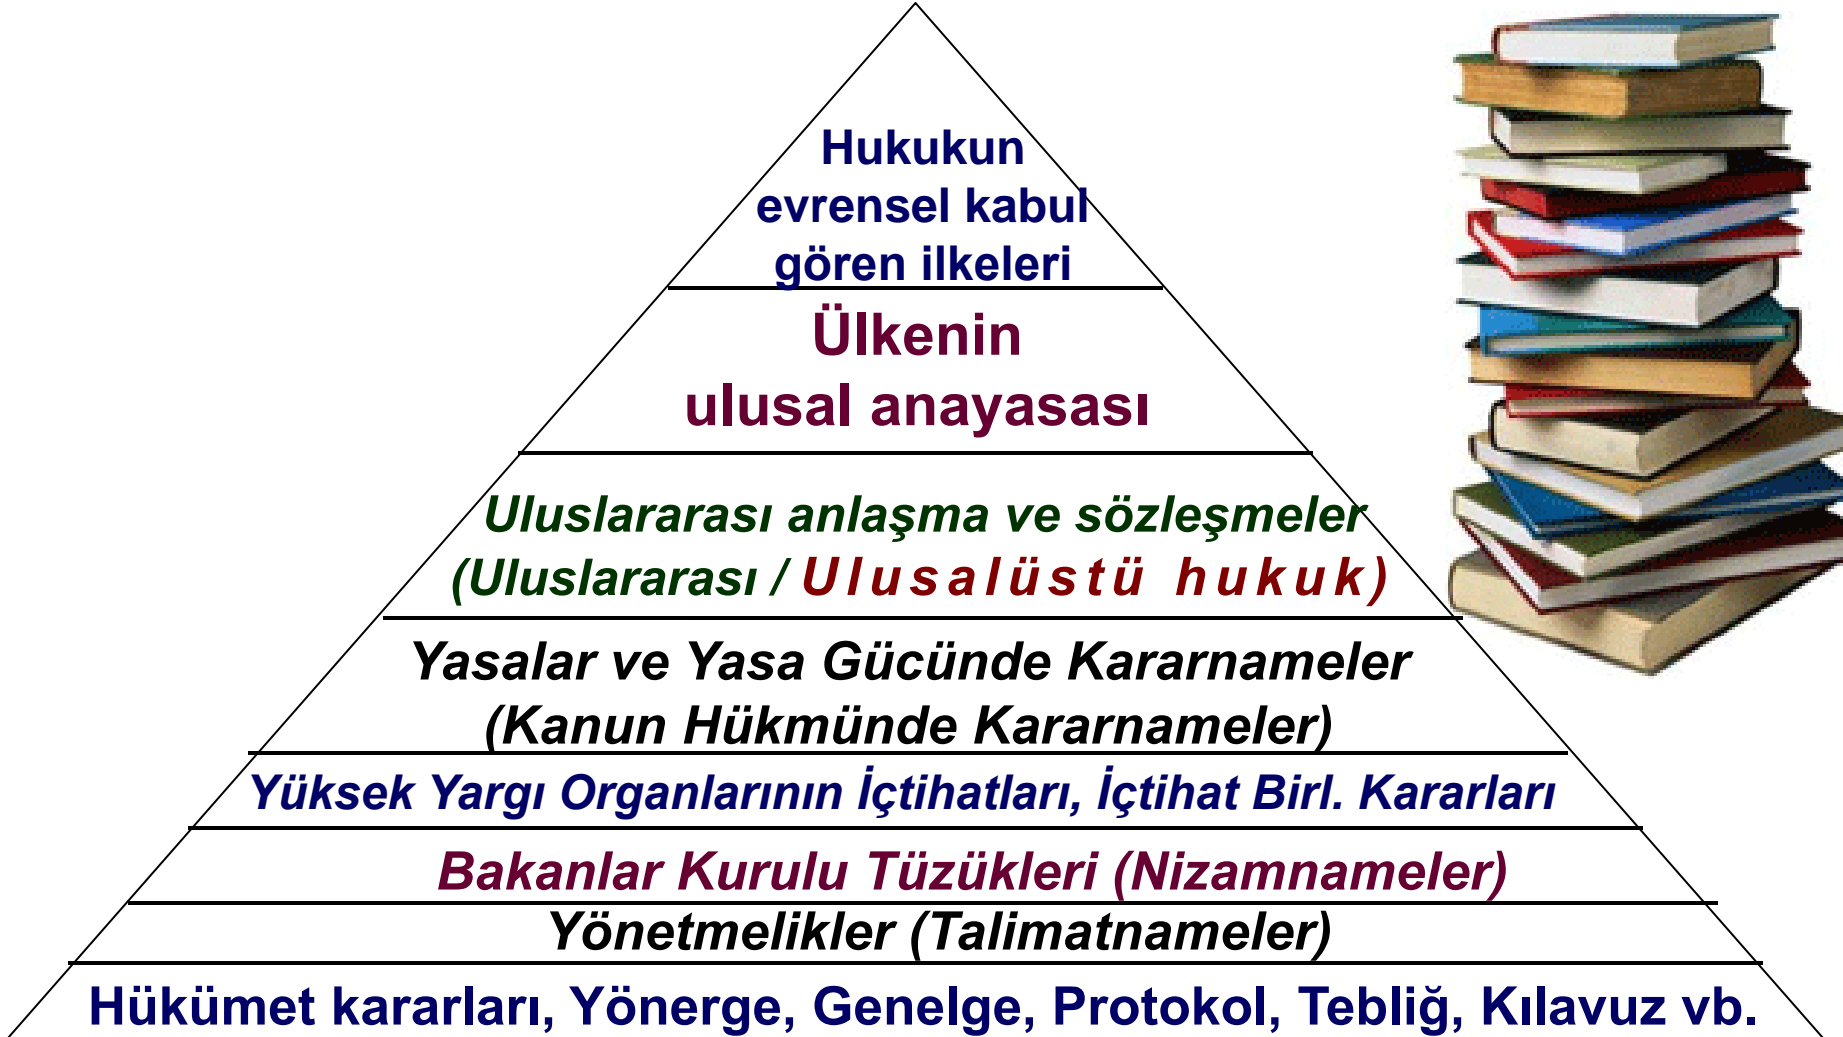 Hukukun
evrensel kabul
gören ilkeleri
Ülkenin
ulusal anayasası
Uluslararası anlaşma ve sözleşmeler
(Uluslararası / Ulusalüstü hukuk)
Yasalar ve Yasa Gücünde Kararnameler
(Kanun Hükmünde Kararnameler)
Yüksek Yargı Organlarının İçtihatları, İçtihat Birl. Kararları
Bakanlar Kurulu Tüzükleri (Nizamnameler)
Yönetmelikler (Talimatnameler)
Hükümet kararları, Yönerge, Genelge, Protokol, Tebliğ, Kılavuz vb.